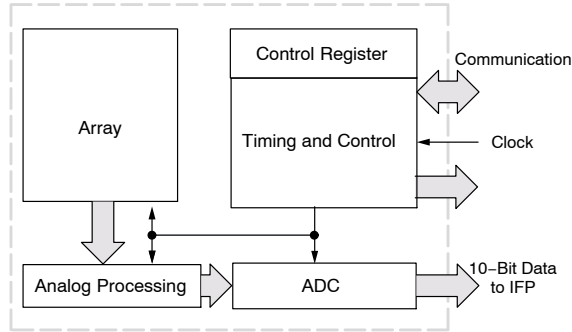 Control Register
Communication
Array
Timing and Control
Clock
Analog Processing
ADC
10−Bit Data
to IFP